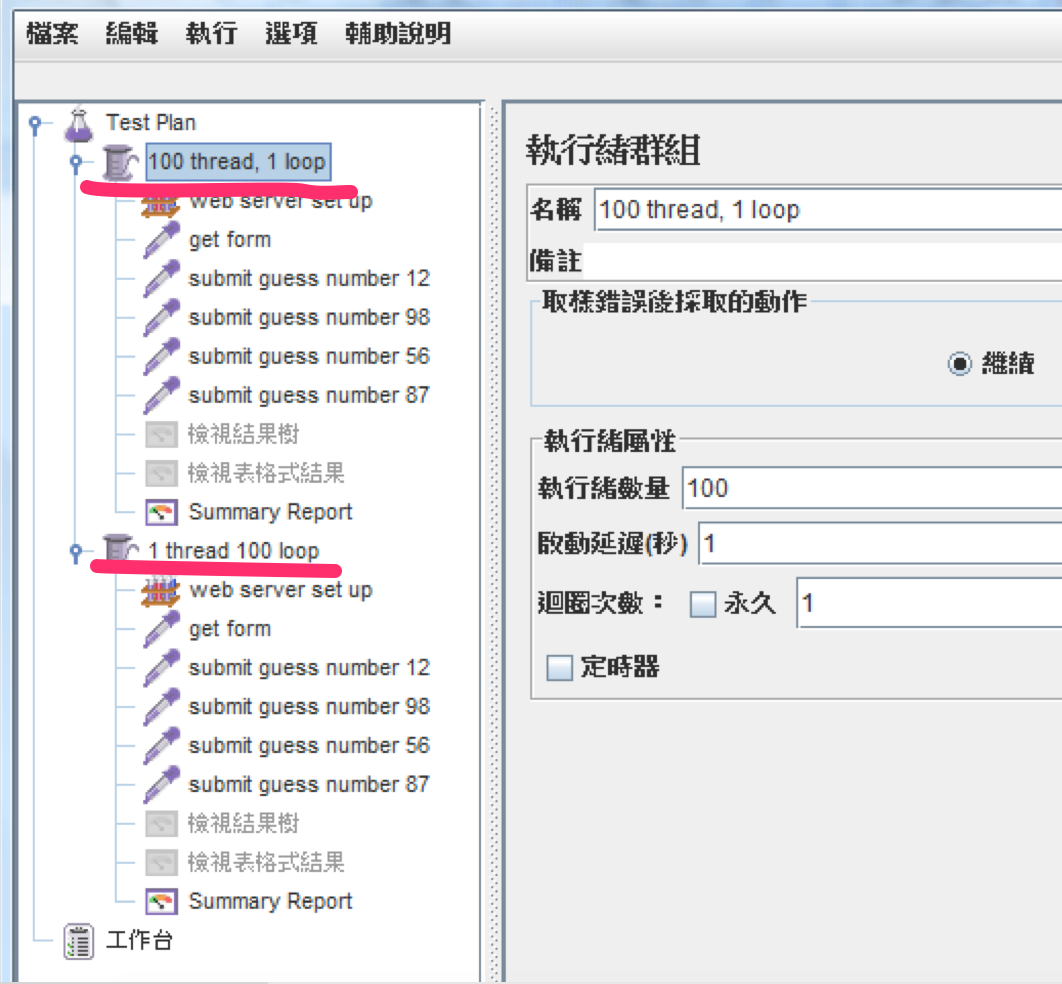 檔案 編輯 執行 選項 輔助說明
Test Plan
100 thread, 1 loop
web server set up
get form
submit guess number 12
submit guess number 98
submit guess number 56
submit guess number 87
檢視結果樹
檢視表格式結果
Summary Report
1 thread 100 loop
web server set up
get form
submit guess number 12
submit guess number 98
submit guess number 56
submit guess number 87
檢視結果樹
檢視表格式結果
Summary Report
工作台
執行緒群組
名稱 100 thread, 1 loop
備註
取樣錯誤後採取的動作
繼續
執行緒屬性
執行緒數量 100
啟動延遲(秒) 1
迴圈次數： 永久 1
定時器